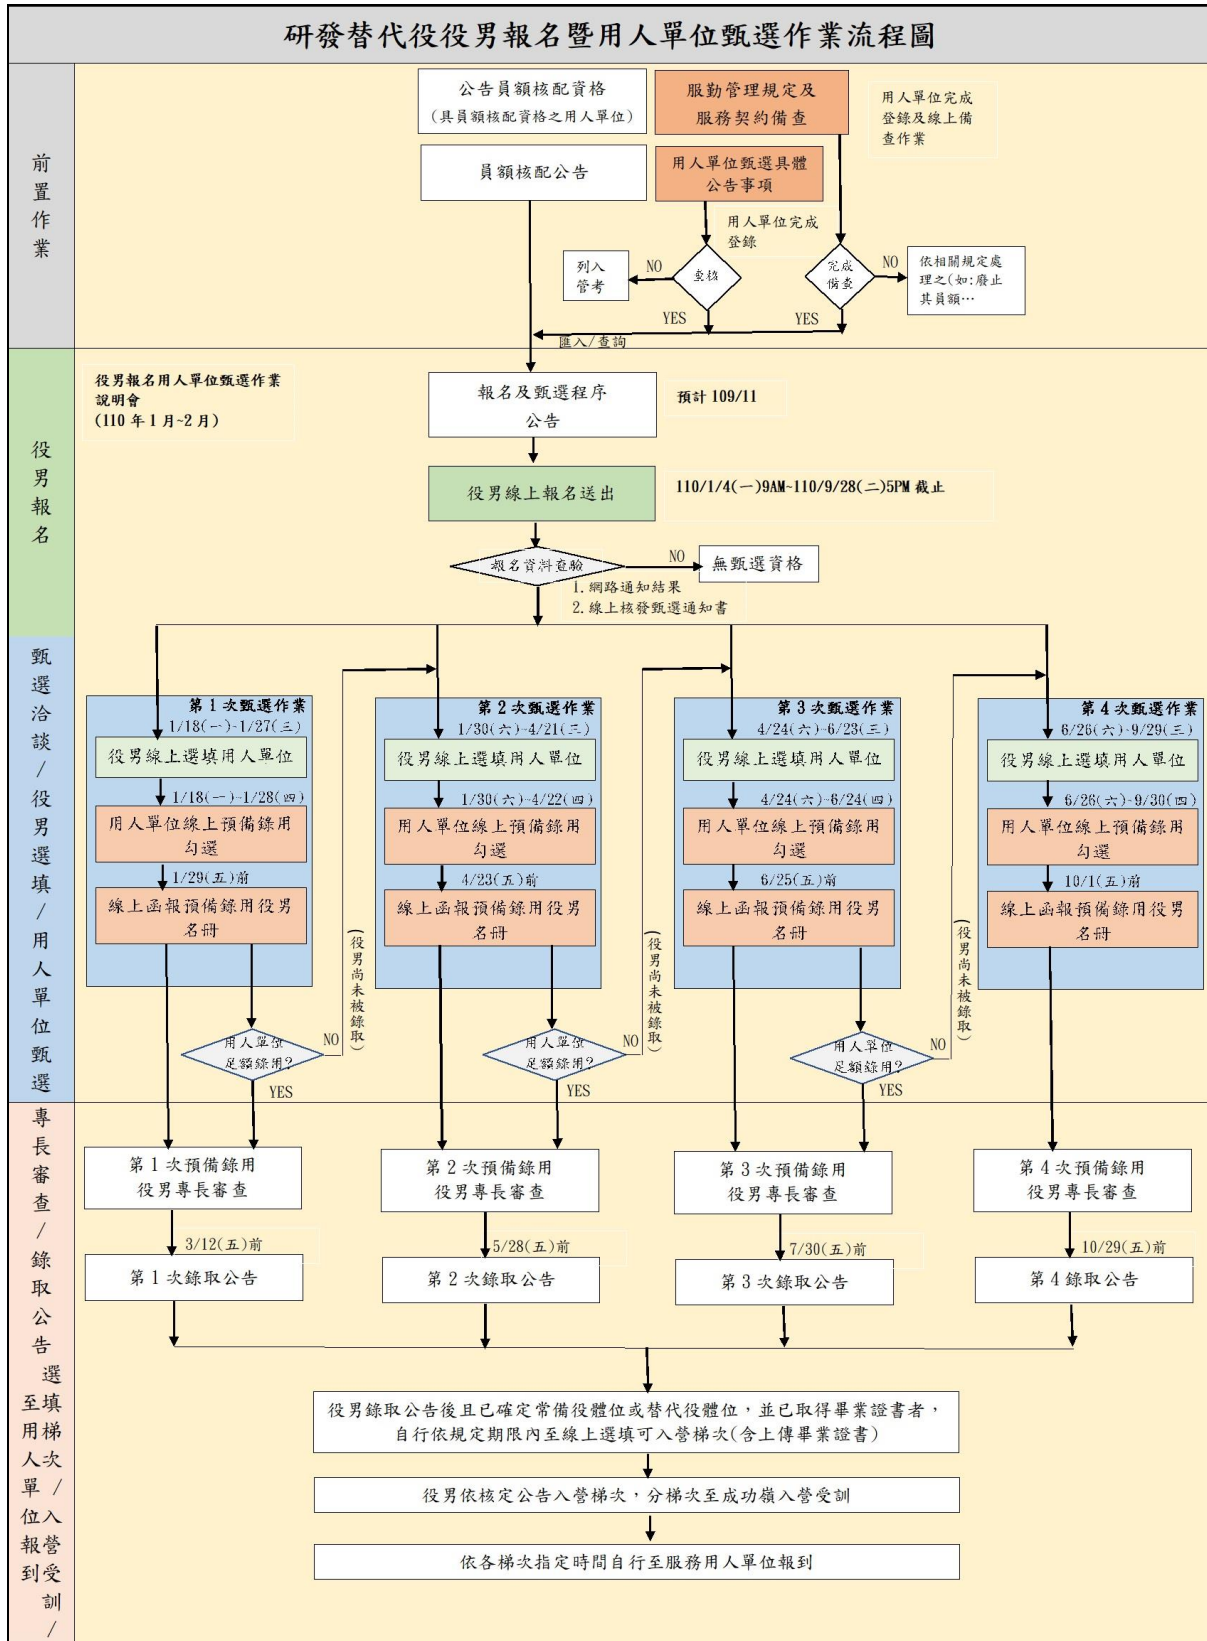 研發替代役役男報名暨用人單位甄選作業流程圖
前置作業
公告員額核配資格
(具員額核配資格之用人單位)
服勤管理規定及
服務契約備查
用人單位完成
登錄及線上備
查作業
員額核配公告
用人單位甄選具體
公告事項
用人單位完成
登錄
列入
管考
NO
查核
完成
備查
NO
依相關規定處
理之(如:廢止
其員額…
YES
YES
匯入/查詢
役男報名
役男報名用人單位甄選作業
說明會
(110 年 1 月~2 月)
報名及甄選程序
公告
預計 109/11
役男線上報名送出
110/1/4(一)9AM~110/9/28(二)5PM 截止
報名資料查驗
NO
無甄選資格
1. 網路通知結果
2. 線上核發甄選通知書
甄選洽談/役男選填/用人單位甄選
第 1 次甄選作業
1/18(一)~1/27(三)
役男線上選填用人單位
1/18(一)~1/28(四)
用人單位線上預備錄用
勾選
1/29(五)前
線上函報預備錄用役男
名冊
用人單位
足額錄用?
NO
YES
(役男尚未被錄取)
第 2 次甄選作業
1/30(六)~4/21(三)
役男線上選填用人單位
1/30(六)~4/22(四)
用人單位線上預備錄用
勾選
4/23(五)前
線上函報預備錄用役男
名冊
用人單位
足額錄用?
NO
YES
(役男尚未被錄取)
第 3 次甄選作業
4/24(六)~6/23(三)
役男線上選填用人單位
4/24(六)~6/24(四)
用人單位線上預備錄用
勾選
6/25(五)前
線上函報預備錄用役男
名冊
用人單位
足額錄用?
NO
YES
(役男尚未被錄取)
第 4 次甄選作業
6/26(六)~9/29(三)
役男線上選填用人單位
6/26(六)~9/30(四)
用人單位線上預備錄用
勾選
10/1(五)前
線上函報預備錄用役男
名冊
專長審查/錄取公告
第 1 次預備錄用
役男專長審查
3/12(五)前
第 1 次錄取公告
第 2 次預備錄用
役男專長審查
5/28(五)前
第 2 次錄取公告
第 3 次預備錄用
役男專長審查
7/30(五)前
第 3 次錄取公告
第 4 次預備錄用
役男專長審查
10/29(五)前
第 4 錄取公告
選填梯次/入營受訓/
至用人單位報到
役男錄取公告後且已確定常備役體位或替代役體位，並已取得畢業證書者，
自行依規定期限內至線上選填可入營梯次(含上傳畢業證書)
役男依核定公告入營梯次，分梯次至成功嶺入營受訓
依各梯次指定時間自行至服務用人單位報到